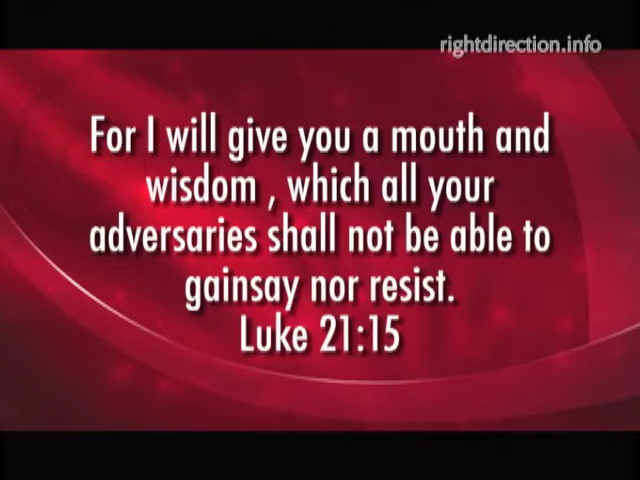 rightdirection.info
For I will give you a mouth and
wisdom , which all your
adversaries shall not be able to
gainsay nor resist.
Luke 21:15